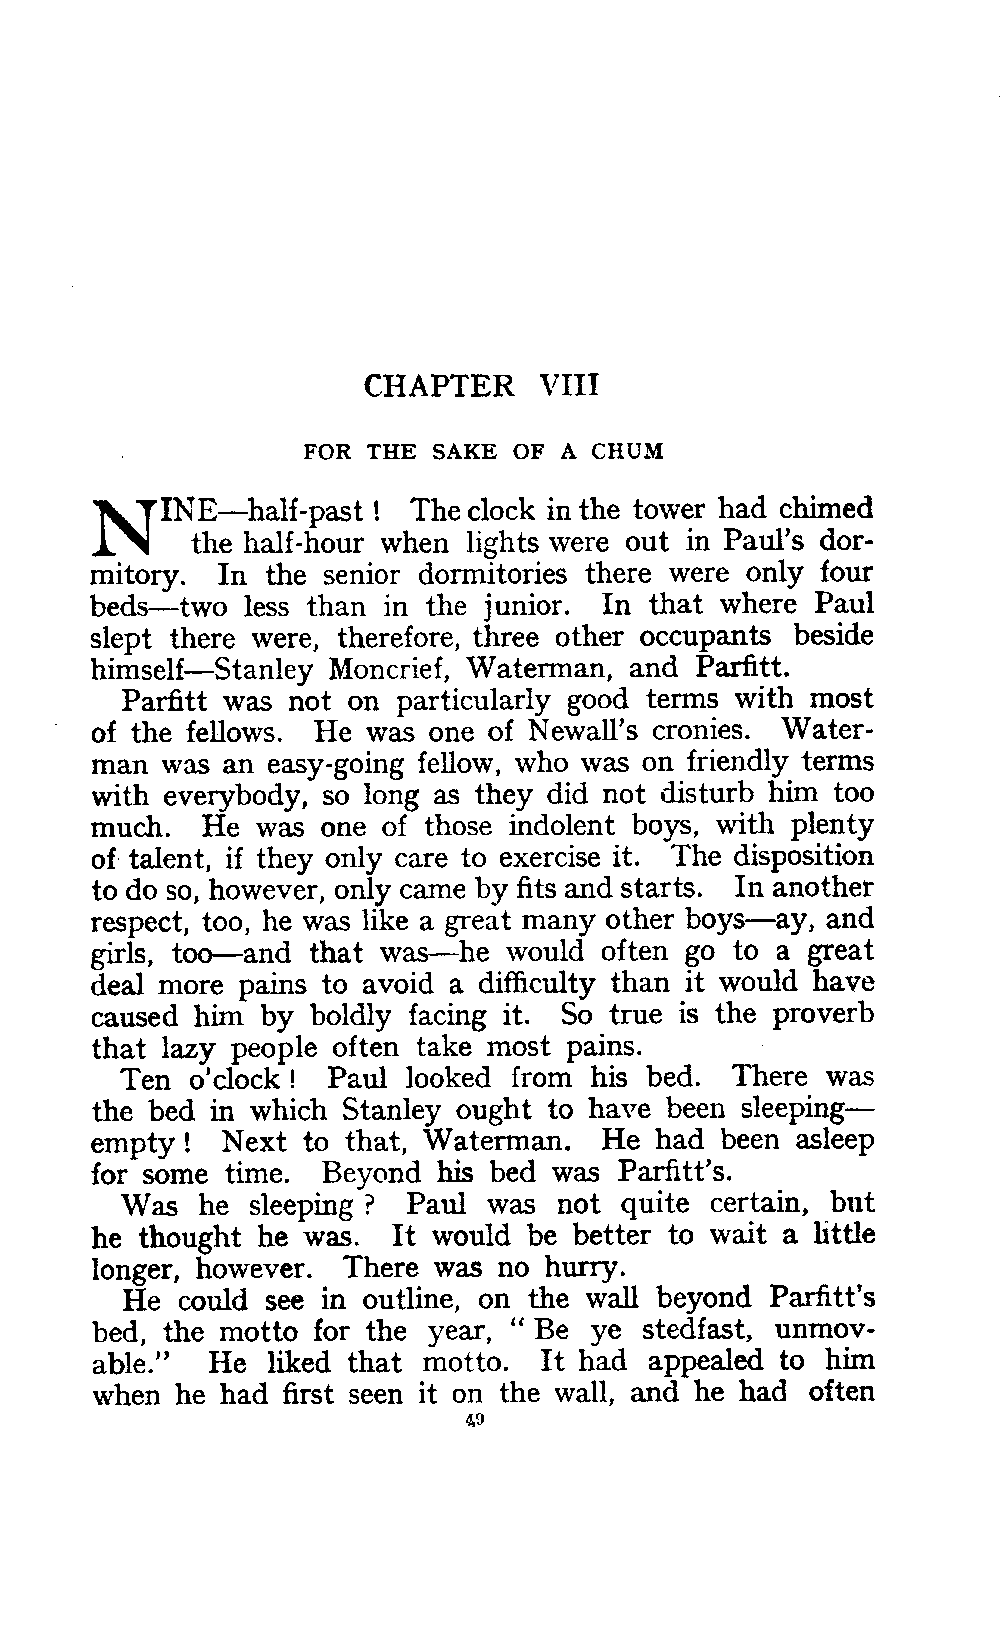 CHAPTER VIII
FOR THE SAKE OF A CHUM
NINE—half-past! The clock in the tower had chimed
the half-hour when lights were out in Paul's dor-
mitory. In the senior dormitories there were only four
beds—two less than in the junior. In that where Paul
slept there were, therefore, three other occupants beside
himself—Stanley Moncrief, Waterman, and Parfitt.
Parfitt was not on particularly good terms with most
of the fellows. He was one of Newall's cronies. Water-
man was an easy-going fellow, who was on friendly terms
with everybody, so long as they did not disturb him too
much. He was one of those indolent boys, with plenty
of talent, if they only care to exercise it. The disposition
to do so, however, only came by fits and starts. In another
respect, too, he was like a great many other boys—ay, and
girls, too—and that was—he would often go to a great
deal more pains to avoid a difficulty than it would have
caused him by boldly facing it. So true is the proverb
that lazy people often take most pains.
Ten o'clock! Paul looked from his bed. There was
the bed in which Stanley ought to have been sleeping—
empty! Next to that, Waterman. He had been asleep
for some time. Beyond his bed was Parfitt's.
Was he sleeping? Paul was not quite certain, but
he thought he was. It would be better to wait a little
longer, however. There was no hurry.
He could see in outline, on the wall beyond Parfitt's
bed, the motto for the year, "Be ye stedfast, unmov-
able." He liked that motto. It had appealed to him
when he had first seen it on the wall, and he had often
49